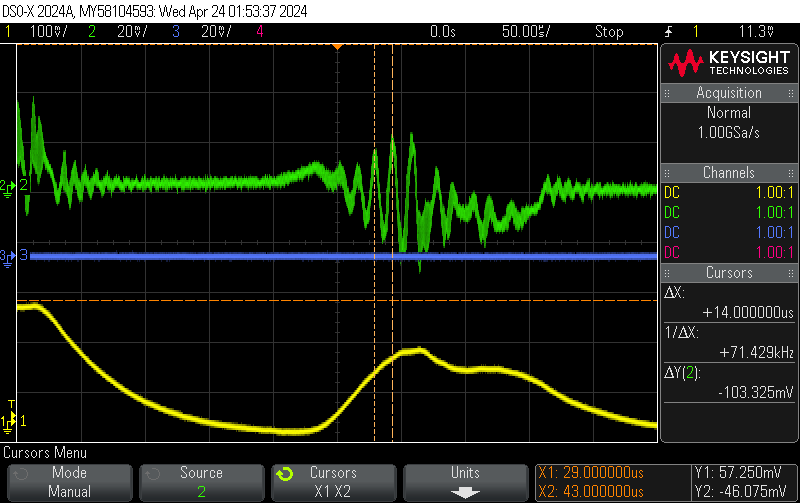 DSO-X 2024A, MY58104593: Wed Apr 24 01:53:37 2024
1 100V/ 2 20V/ 3 20V/ 4 0.0s 50.00us/ Stop 1 11.3V
KEYSIGHT
TECHNOLOGIES
Acquisition
Normal
1.00GSa/s
Channels
DC 1.00:1
DC 1.00:1
DC 1.00:1
DC 1.00:1
Cursors
ΔX:
+14.000000us
1/ΔX:
+71.429kHz
ΔY(2):
-103.325mV
2 2
3 3
T
1 1
Cursors Menu
Mode
Manual
Source
2
Cursors
X1 X2
Units
X1: 29.000000us
X2: 43.000000us
Y1: 57.250mV
Y2: -46.075mV